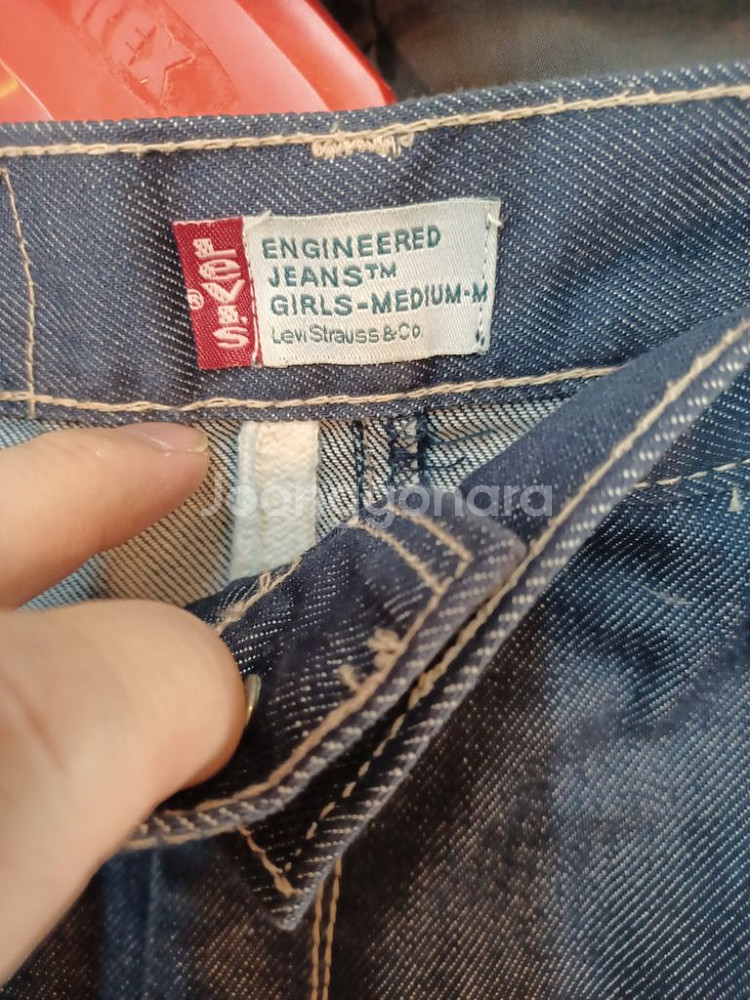 LEVI'S
®
ENGINEERED
JEANS™
GIRLS-MEDIUM-M
Levi Strauss & Co.
Joonggonara